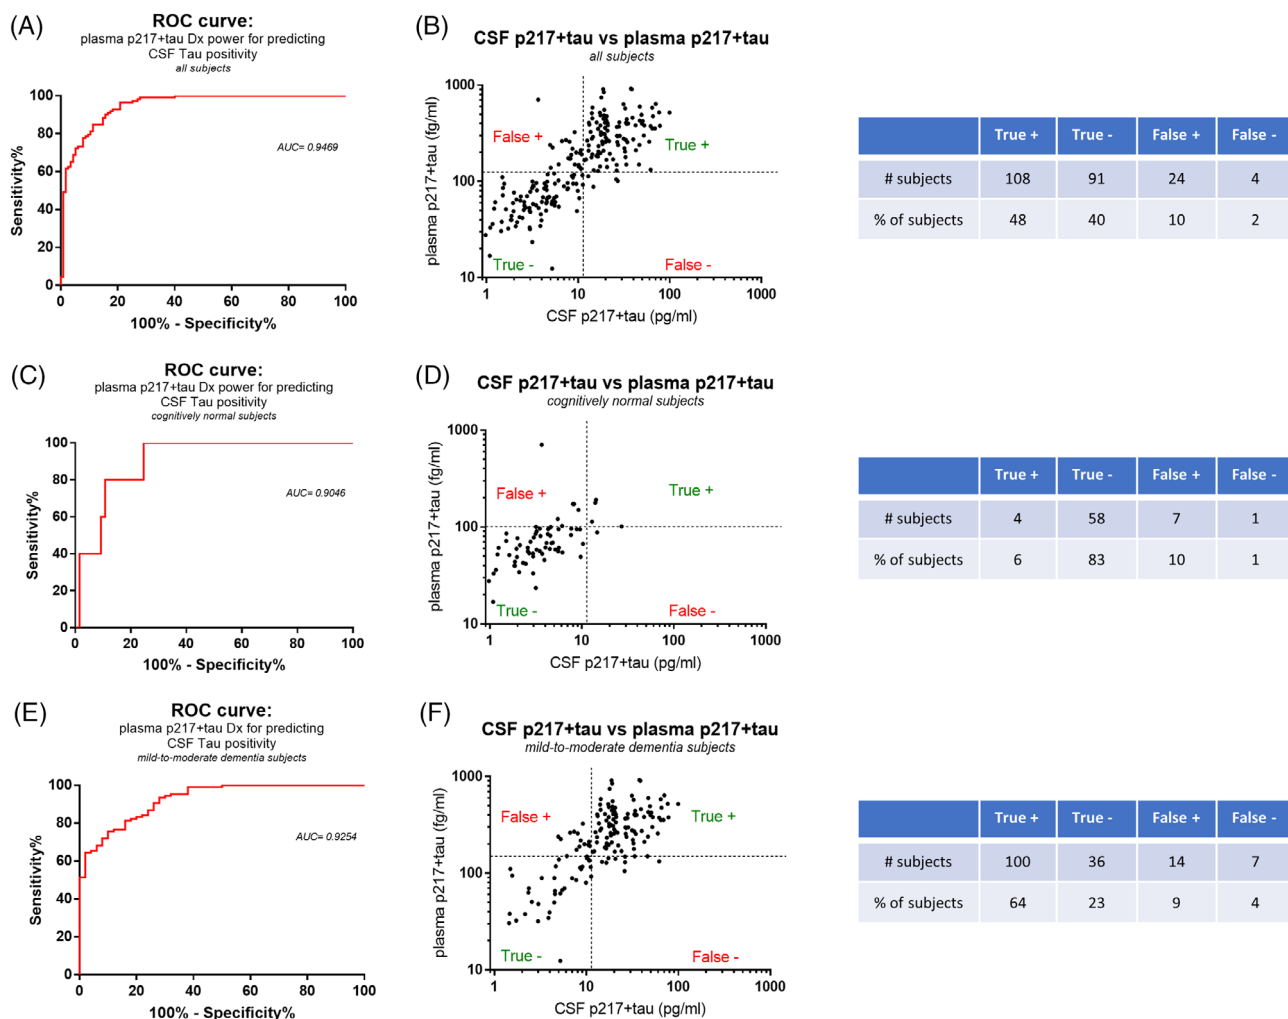 (A)
ROC curve:
plasma p217+tau Dx power for predicting
CSF Tau positivity
all subjects
100
80
60
40
20
0
Sensitivity%
AUC= 0.9469
0 20 40 60 80 100
100% - Specificity%
(B)
CSF p217+tau vs plasma p217+tau
all subjects
1000
100
10
plasma p217+tau (fg/ml)
False +
True +
True -
False -
1 10 100 1000
CSF p217+tau (pg/ml)
True + True - False + False -
# subjects 108 91 24 4
% of subjects 48 40 10 2
(C)
ROC curve:
plasma p217+tau Dx power for predicting
CSF Tau positivity
cognitively normal subjects
100
80
60
40
20
0
Sensitivity%
AUC= 0.9046
0 20 40 60 80 100
100% - Specificity%
(D)
CSF p217+tau vs plasma p217+tau
cognitively normal subjects
1000
100
10
plasma p217+tau (fg/ml)
False +
True +
True -
False -
1 10 100 1000
CSF p217+tau (pg/ml)
True + True - False + False -
# subjects 4 58 7 1
% of subjects 6 83 10 1
(E)
ROC curve:
plasma p217+tau Dx for predicting
CSF Tau positivity
mild-to-moderate dementia subjects
100
80
60
40
20
0
Sensitivity%
AUC= 0.9254
0 20 40 60 80 100
100% - Specificity%
(F)
CSF p217+tau vs plasma p217+tau
mild-to-moderate dementia subjects
1000
100
10
plasma p217+tau (fg/ml)
False +
True +
True -
False -
1 10 100 1000
CSF p217+tau (pg/ml)
True + True - False + False -
# subjects 100 36 14 7
% of subjects 64 23 9 4